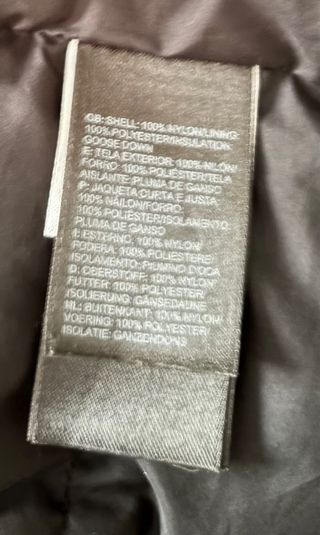 GB: SHELL: 100% NYLON/LINING:
100% POLYESTER/INSULATION:
GOOSE DOWN
E: TELA EXTERIOR: 100% NILON/
FORRO: 100% POLIÉSTER/TELA
AISLANTE: PLUMA DE GANSO
P: JAQUETA CURTA E JUSTA:
100% NÁILON/FORRO:
100% POLIÉSTER/ISOLAMENTO:
PLUMA DE GANSO
I: ESTERNO: 100% NYLON/
FODERA: 100% POLIESTERE/
ISOLAMENTO: PIUMINO D'OCA
D: OBERSTOFF: 100% NYLON/
FUTTER: 100% POLYESTER/
ISOLIERUNG: GÄNSEDAUNE
NL: BUITENKANT: 100% NYLON/
VOERING: 100% POLYESTER/
ISOLATIE: GANZENDONS